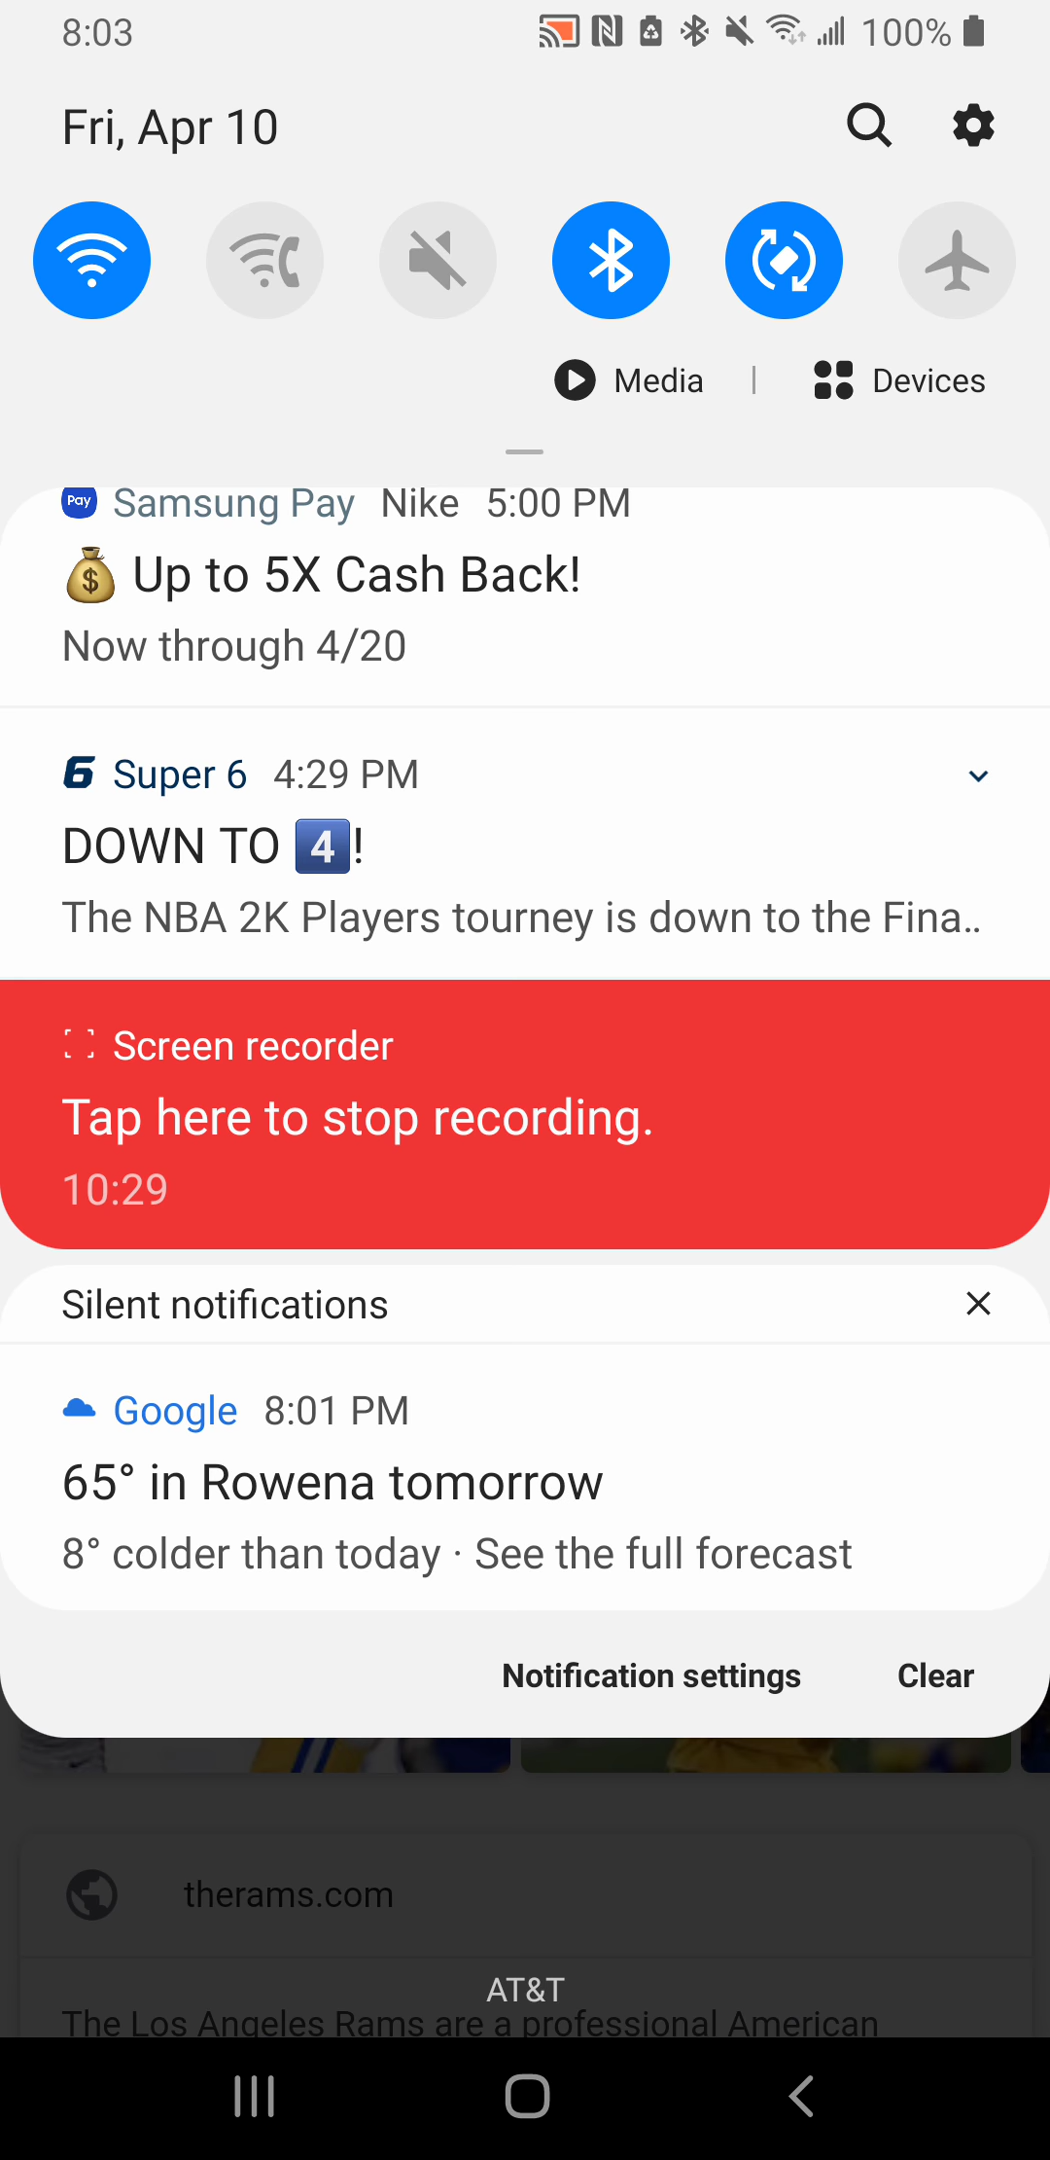 8:03 100%
Fri, Apr 10
Media | Devices
Pay Samsung Pay Nike 5:00 PM
💰 Up to 5X Cash Back!
Now through 4/20
6 Super 6 4:29 PM
DOWN TO 4️⃣!
The NBA 2K Players tourney is down to the Fina..
Screen recorder
Tap here to stop recording.
10:29
Silent notifications
Google 8:01 PM
65° in Rowena tomorrow
8° colder than today · See the full forecast
Notification settings Clear
therams.com
AT&T
The Los Angeles Rams are a professional American